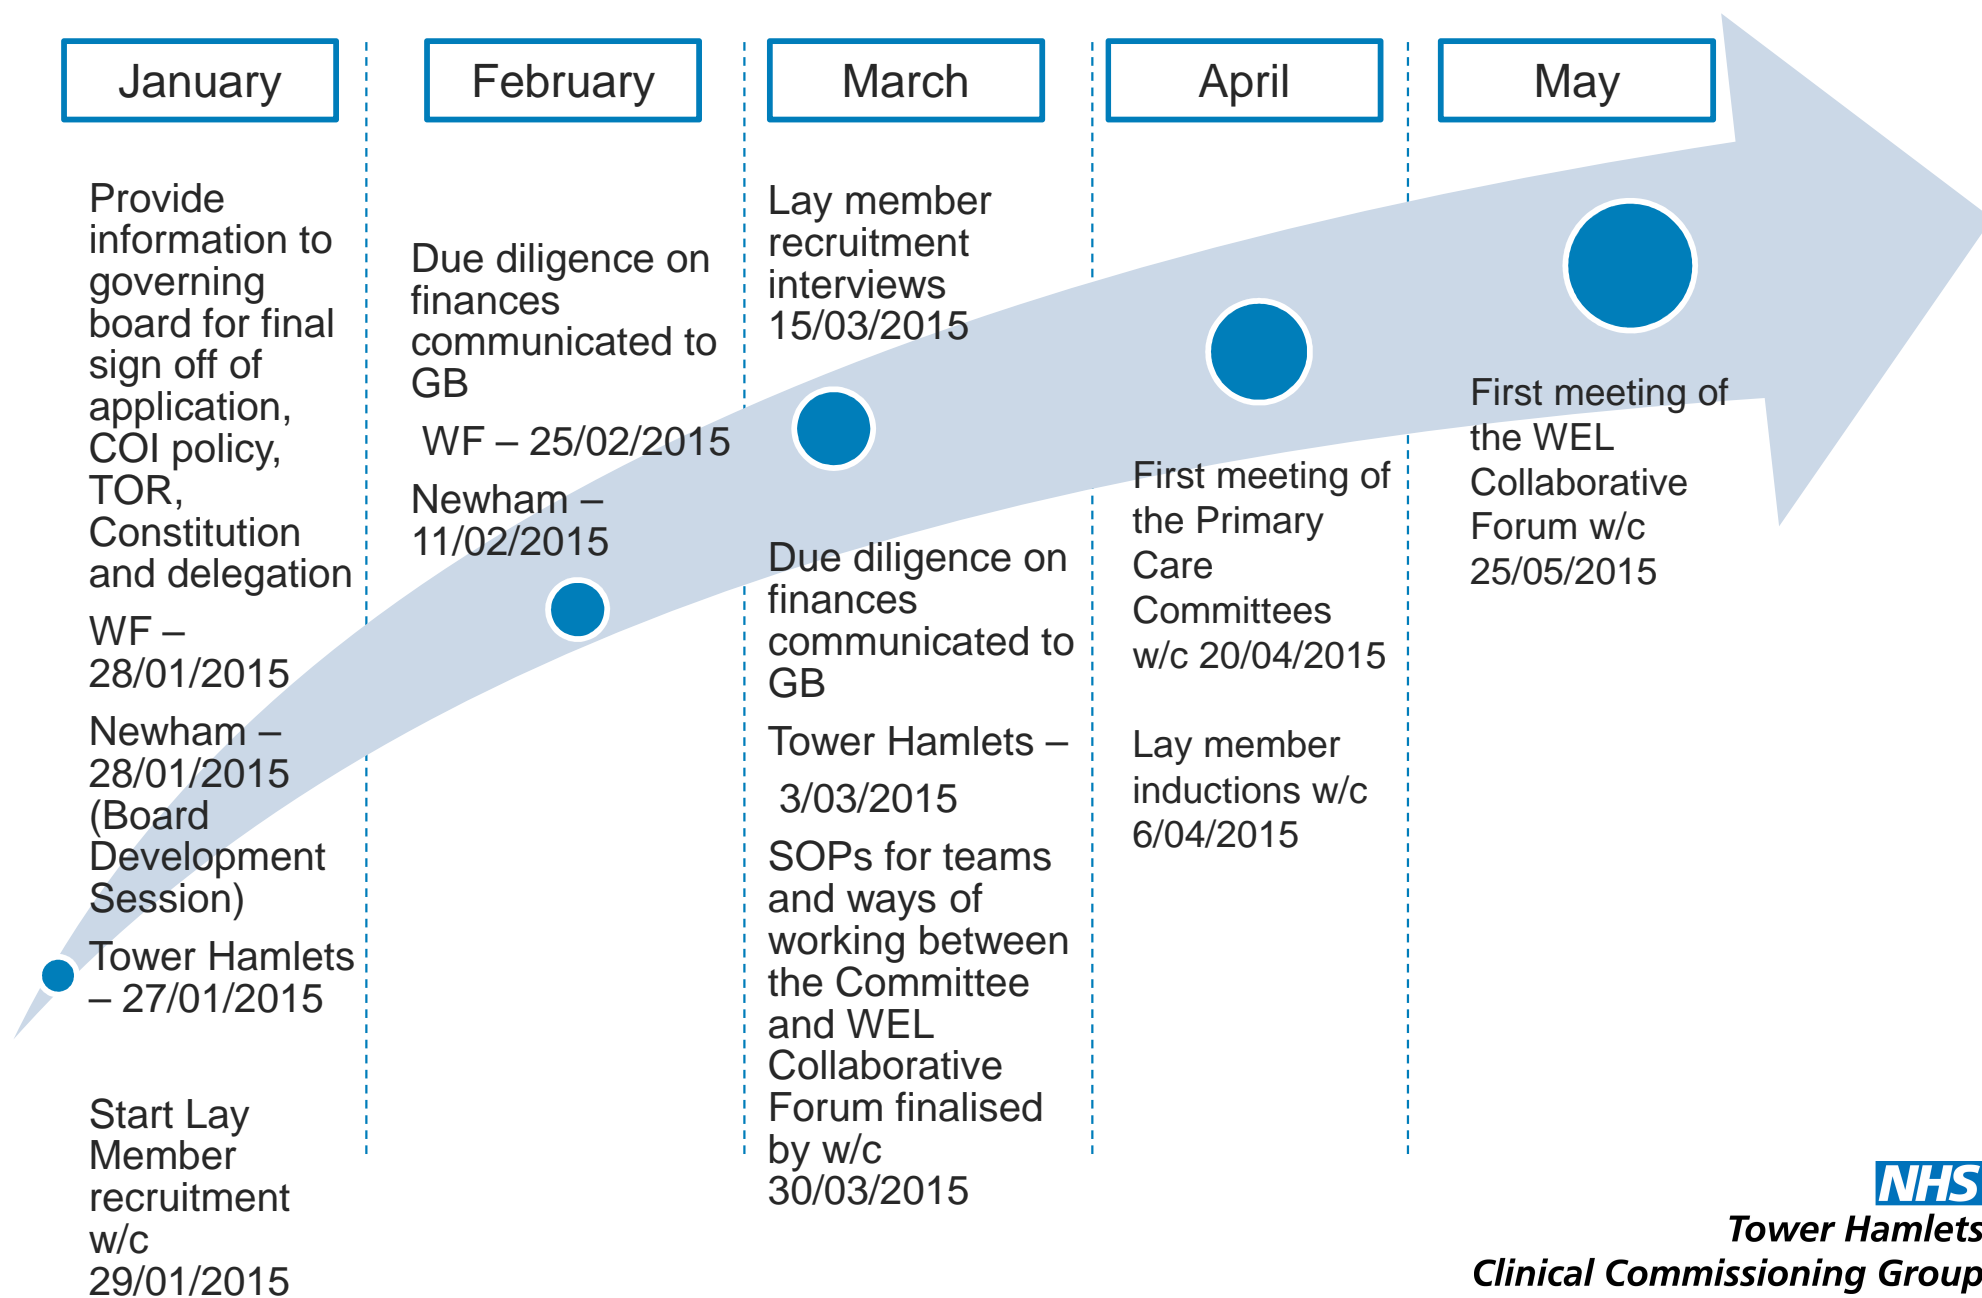 January
Provide
information to
governing
board for final
sign off of
application,
COI policy,
TOR,
Constitution
and delegation
WF –
28/01/2015
Newham –
28/01/2015
(Board
Development
Session)
Tower Hamlets
– 27/01/2015
Start Lay
Member
recruitment
w/c
29/01/2015
February
Due diligence on
finances
communicated to
GB
WF – 25/02/2015
Newham –
11/02/2015
March
Lay member
recruitment
interviews
15/03/2015
Due diligence on
finances
communicated to
GB
Tower Hamlets –
3/03/2015
SOPs for teams
and ways of
working between
the Committee
and WEL
Collaborative
Forum finalised
by w/c
30/03/2015
April
First meeting of
the Primary
Care
Committees
w/c 20/04/2015
Lay member
inductions w/c
6/04/2015
May
First meeting of
the WEL
Collaborative
Forum w/c
25/05/2015
NHS
Tower Hamlets
Clinical Commissioning Group